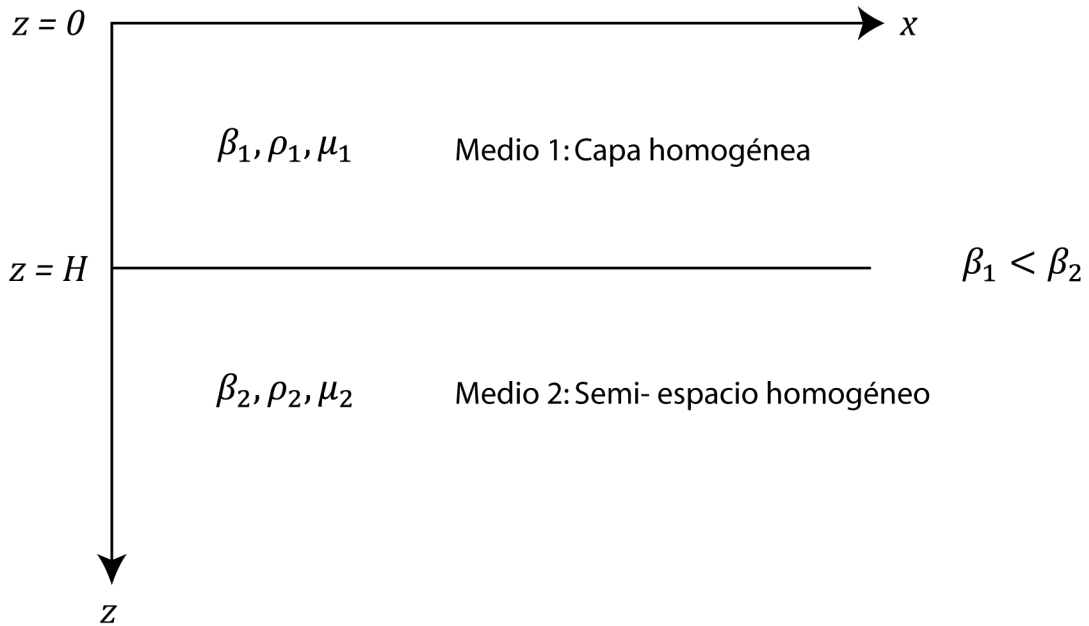 z = 0
x
β₁, ρ₁, μ₁
Medio 1: Capa homogénea
z = H
β₁ < β₂
β₂, ρ₂, μ₂
Medio 2: Semi- espacio homogéneo
z